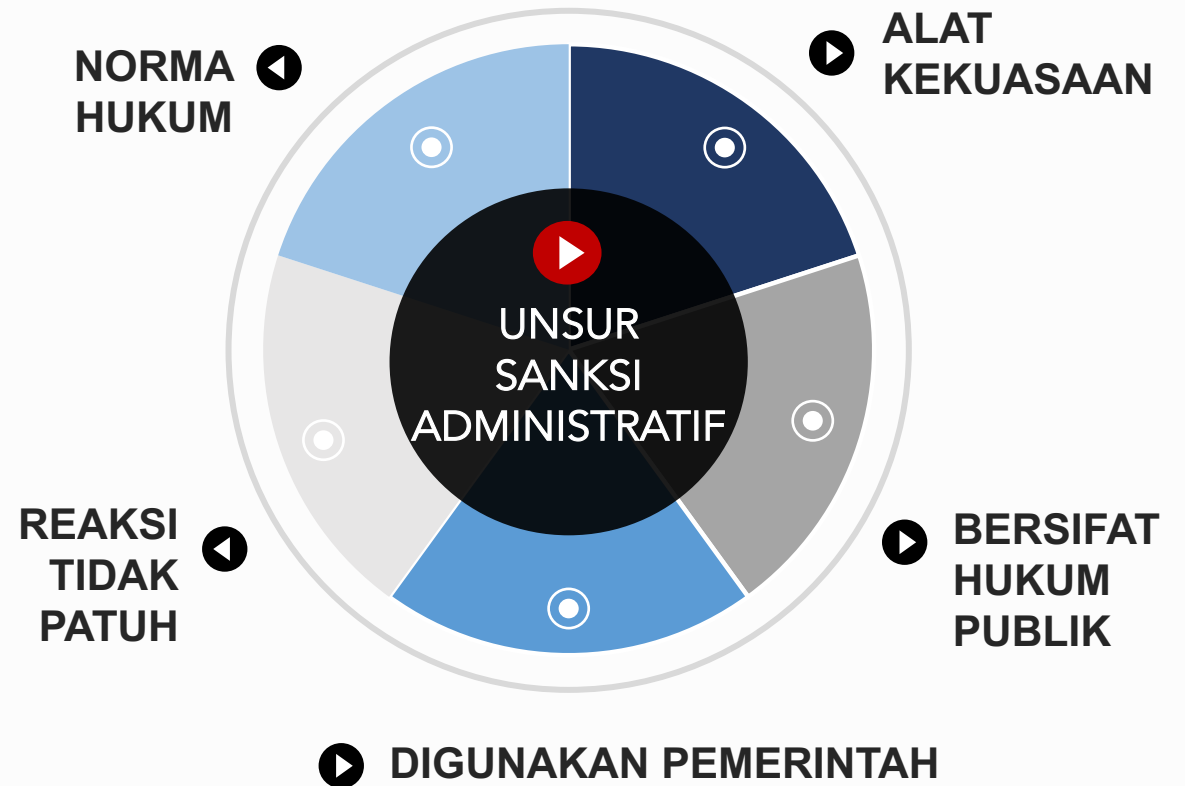 NORMA
HUKUM
ALAT
KEKUASAAN
UNSUR
SANKSI
ADMINISTRATIF
REAKSI
TIDAK
PATUH
BERSIFAT
HUKUM
PUBLIK
DIGUNAKAN PEMERINTAH